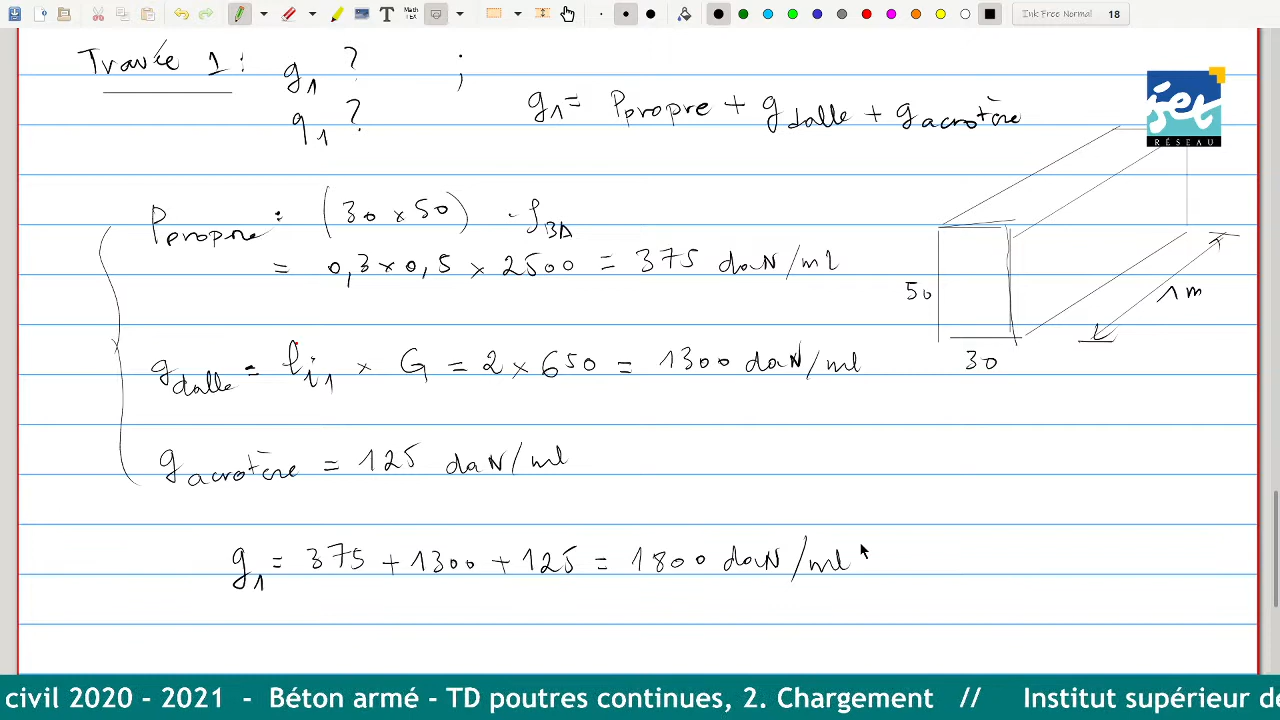 T
Math TEX
Ink Free Normal 18
Travée 1 : g1 ? ;
q1 ?
g1 = Ppropre + gdalle + gacrotère
jet
RÉSEAU
Ppropre : (30 × 50) . ρBA
= 0,3 × 0,5 × 2500 = 375 daN/ml
50
1 m
30
gdalle = li1 × G = 2 × 650 = 1300 daN/ml
gacrotère = 125 daN/ml
g1 = 375 + 1300 + 125 = 1800 daN/ml
civil 2020 - 2021 - Béton armé - TD poutres continues, 2. Chargement // Institut supérieur de